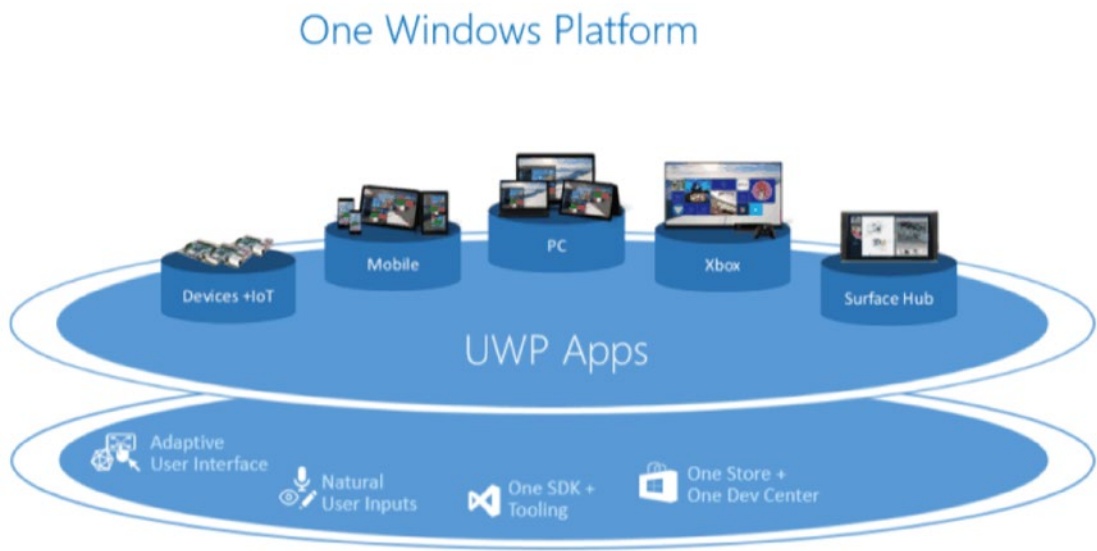 One Windows Platform
Devices +IoT
Mobile
PC
Xbox
Surface Hub
UWP Apps
Adaptive
User Interface
Natural
User Inputs
One SDK +
Tooling
One Store +
One Dev Center